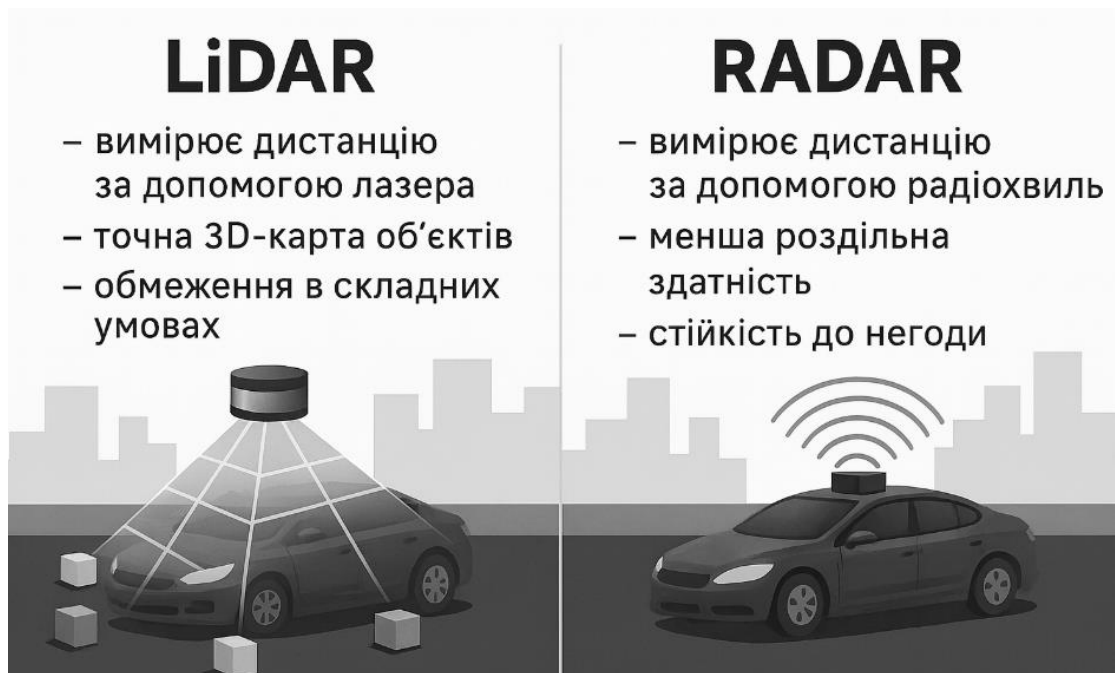 LiDAR
– вимірює дистанцію
за допомогою лазера
– точна 3D-карта об‘єктів
– обмеження в складних
умовах
RADAR
– вимірює дистанцію
за допомогою радіохвиль
– менша роздільна
здатність
– стійкість до негоди